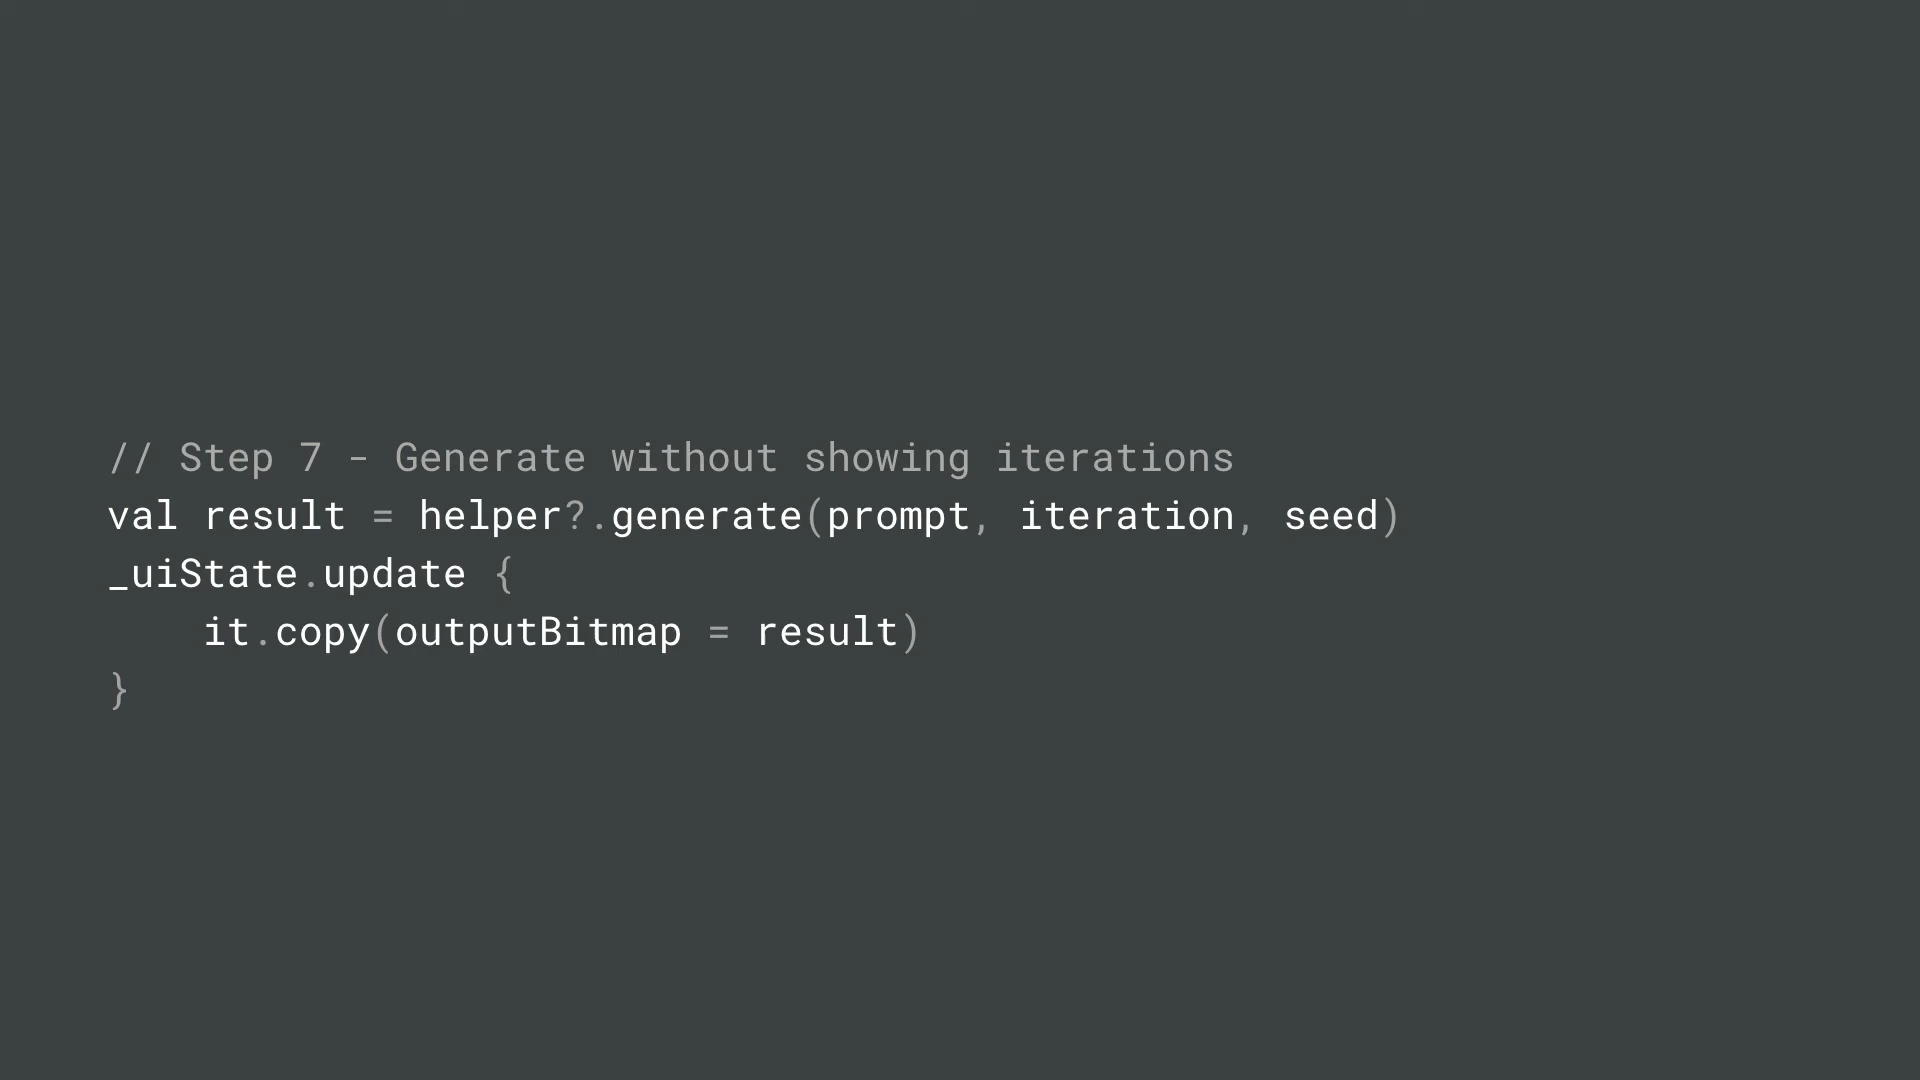 // Step 7 - Generate without showing iterations
val result = helper?.generate(prompt, iteration, seed)
_uiState.update {
    it.copy(outputBitmap = result)
}